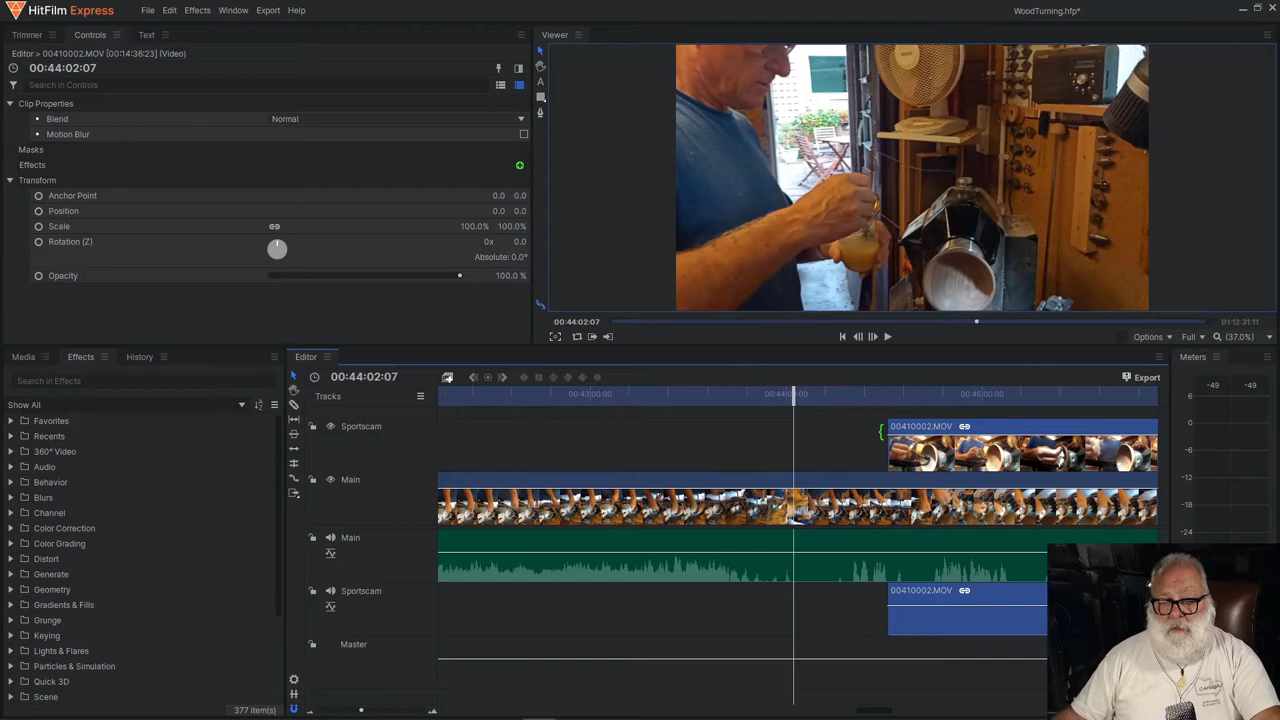 HitFilm Express
File Edit Effects Window Export Help
WoodTurning.hfp*
Trimmer Controls Text
Viewer
Editor > 00410002.MOV [00:14:36:23] (Video)
00:44:02:07
Search in Controls
Clip Properties
Blend Normal
Motion Blur
Masks
Effects
Transform
Anchor Point 0.0 0.0
Position 0.0 0.0
Scale 100.0% 100.0%
Rotation (Z) 0x 0.0
Absolute: 0.0°
Opacity 100.0 %
00:44:02:07 01:12:31:11
Options Full (37.0%)
Media Effects History
Editor
Meters
Search in Effects
00:44:02:07
Export
Show All
Tracks
00:43:00:00 00:44:00:00 00:45:00:00
-49 -49
6
0
-6
-12
-18
-24
Favorites
Recents
360° Video
Audio
Behavior
Blurs
Channel
Color Correction
Color Grading
Distort
Generate
Geometry
Gradients & Fills
Grunge
Keying
Lights & Flares
Particles & Simulation
Quick 3D
Scene
377 item(s)
Sportscam
00410002.MOV
Main
Main
Sportscam
00410002.MOV
Master